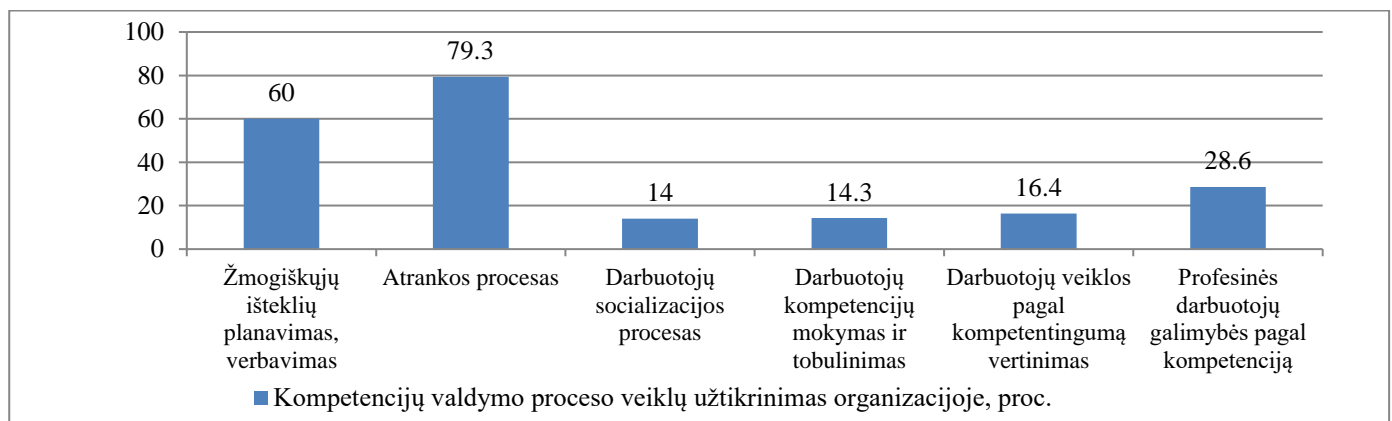 100
80
60
40
20
0
60
79.3
14
14.3
16.4
28.6
Žmogiškųjų
išteklių
planavimas,
verbavimas
Atrankos procesas
Darbuotojų
socializacijos
procesas
Darbuotojų
kompetencijų
mokymas ir
tobulinimas
Darbuotojų veiklos
pagal
kompetentingumą
vertinimas
Profesinės
darbuotojų
galimybės pagal
kompetenciją
Kompetencijų valdymo proceso veiklų užtikrinimas organizacijoje, proc.